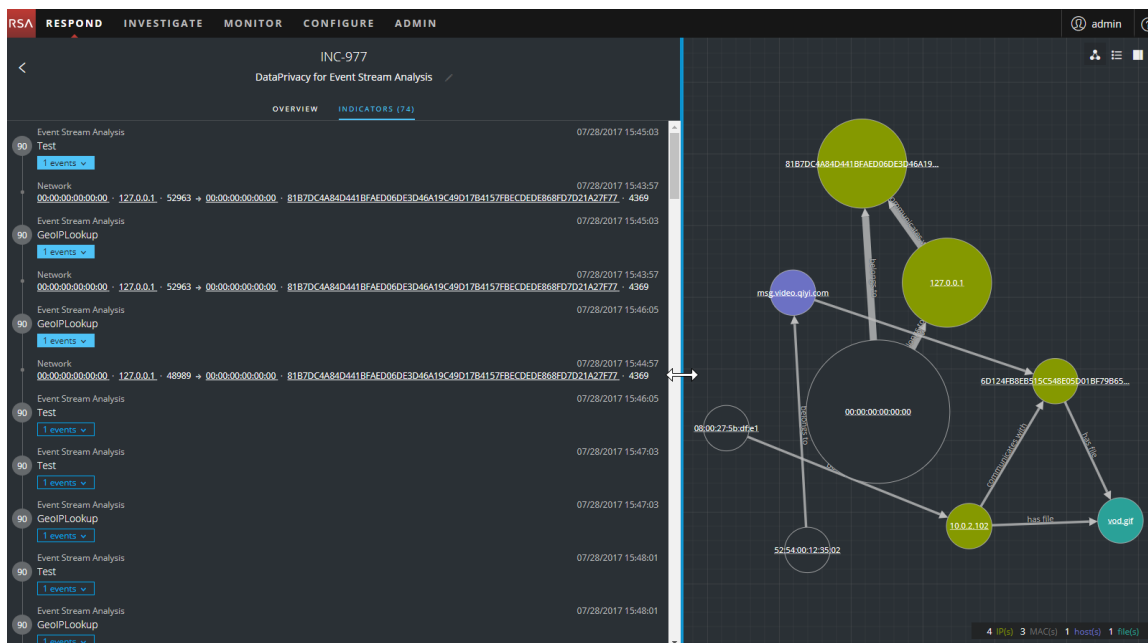 RSA RESPOND INVESTIGATE MONITOR CONFIGURE ADMIN admin
INC-977
DataPrivacy for Event Stream Analysis
OVERVIEW INDICATORS (74)
Event Stream Analysis 07/28/2017 15:45:03
90 Test
1 events
Network 07/28/2017 15:43:57
00:00:00:00:00:00 · 127.0.0.1 · 52963 → 00:00:00:00:00:00 · 81B7DC4A84D441BFAED06DE3D46A19C49D17B4157FBECDEDE868FD7D21A27F77 · 4369
Event Stream Analysis 07/28/2017 15:45:03
90 GeoIPLookup
1 events
Network 07/28/2017 15:43:57
00:00:00:00:00:00 · 127.0.0.1 · 52963 → 00:00:00:00:00:00 · 81B7DC4A84D441BFAED06DE3D46A19C49D17B4157FBECDEDE868FD7D21A27F77 · 4369
Event Stream Analysis 07/28/2017 15:46:05
90 GeoIPLookup
1 events
Network 07/28/2017 15:44:57
00:00:00:00:00:00 · 127.0.0.1 · 48989 → 00:00:00:00:00:00 · 81B7DC4A84D441BFAED06DE3D46A19C49D17B4157FBECDEDE868FD7D21A27F77 · 4369
Event Stream Analysis 07/28/2017 15:46:05
90 Test
1 events
Event Stream Analysis 07/28/2017 15:47:03
90 Test
1 events
Event Stream Analysis 07/28/2017 15:47:03
90 GeoIPLookup
1 events
Event Stream Analysis 07/28/2017 15:48:01
90 Test
1 events
Event Stream Analysis 07/28/2017 15:48:01
90 GeoIPLookup
1 events
81B7DC4A84D441BFAED06DE3D46A19...
communicates
belongs to
127.0.0.1
msg.video.qiyi.com
6D124FB8EB515C548E05D01BF79B65...
00:00:00:00:00:00
08:00:27:5b:df:e1
belongs to
communicates with
has file
10.0.2.102
has file
vod.gif
52:54:00:12:35:02
4 IP(s) 3 MAC(s) 1 host(s) 1 file(s)